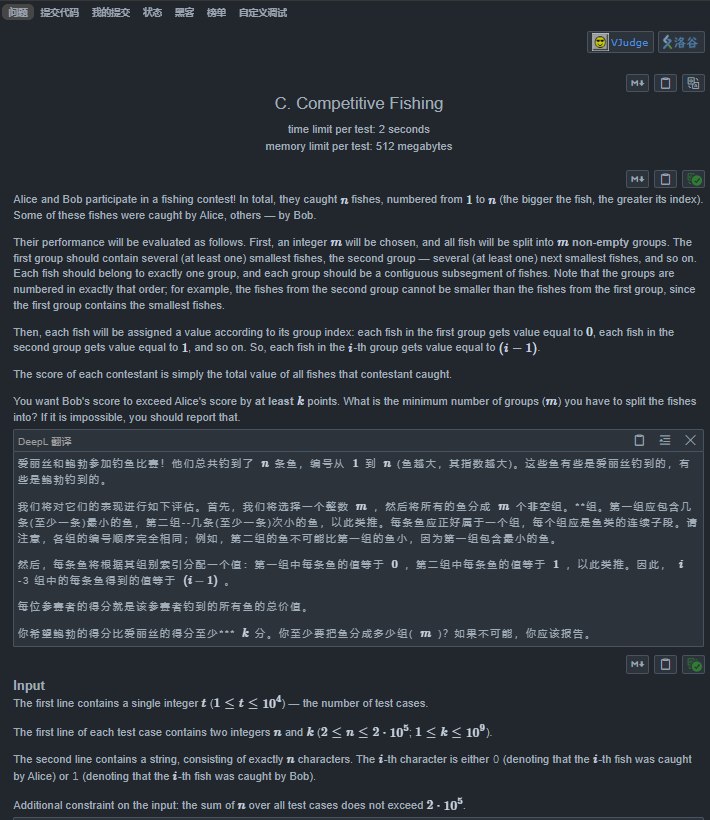 问题 提交代码 我的提交 状态 黑客 榜单 自定义调试
VJudge 洛谷
M↓
C. Competitive Fishing
time limit per test: 2 seconds
memory limit per test: 512 megabytes
M↓
Alice and Bob participate in a fishing contest! In total, they caught n fishes, numbered from 1 to n (the bigger the fish, the greater its index).
Some of these fishes were caught by Alice, others — by Bob.
Their performance will be evaluated as follows. First, an integer m will be chosen, and all fish will be split into m non-empty groups. The
first group should contain several (at least one) smallest fishes, the second group — several (at least one) next smallest fishes, and so on.
Each fish should belong to exactly one group, and each group should be a contiguous subsegment of fishes. Note that the groups are
numbered in exactly that order; for example, the fishes from the second group cannot be smaller than the fishes from the first group, since
the first group contains the smallest fishes.
Then, each fish will be assigned a value according to its group index: each fish in the first group gets value equal to 0, each fish in the
second group gets value equal to 1, and so on. So, each fish in the i-th group gets value equal to (i − 1).
The score of each contestant is simply the total value of all fishes that contestant caught.
You want Bob's score to exceed Alice's score by at least k points. What is the minimum number of groups (m) you have to split the fishes
into? If it is impossible, you should report that.
DeepL 翻译
爱丽丝和鲍勃参加钓鱼比赛！他们总共钓到了 n 条鱼，编号从 1 到 n (鱼越大，其指数越大)。这些鱼有些是爱丽丝钓到的，有
些是鲍勃钓到的。
我们将对它们的表现进行如下评估。首先，我们将选择一个整数 m ，然后将所有的鱼分成 m 个非空组。**组。第一组应包含几
条(至少一条)最小的鱼，第二组--几条(至少一条)次小的鱼，以此类推。每条鱼应正好属于一个组，每个组应是鱼类的连续子段。请
注意，各组的编号顺序完全相同；例如，第二组的鱼不可能比第一组的鱼小，因为第一组包含最小的鱼。
然后，每条鱼将根据其组别索引分配一个值：第一组中每条鱼的值等于 0 ，第二组中每条鱼的值等于 1 ，以此类推。因此， i
-3 组中的每条鱼得到的值等于 (i − 1) 。
每位参赛者的得分就是该参赛者钓到的所有鱼的总价值。
你希望鲍勃的得分比爱丽丝的得分至少*** k 分。你至少要把鱼分成多少组( m )？如果不可能，你应该报告。
M↓
Input
The first line contains a single integer t (1 ≤ t ≤ 10⁴) — the number of test cases.
The first line of each test case contains two integers n and k (2 ≤ n ≤ 2 · 10⁵; 1 ≤ k ≤ 10⁹).
The second line contains a string, consisting of exactly n characters. The i-th character is either 0 (denoting that the i-th fish was caught
by Alice) or 1 (denoting that the i-th fish was caught by Bob).
Additional constraint on the input: the sum of n over all test cases does not exceed 2 · 10⁵.